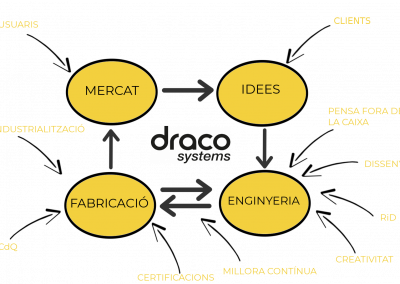 USUARIS
CLIENTS
MERCAT
IDEES
PENSA FORA DE
LA CAIXA
INDUSTRIALITZACIÓ
draco
systems
DISSENY
FABRICACIÓ
ENGINYERIA
RiD
CdQ
CREATIVITAT
CERTIFICACIONS
MILLORA CONTÍNUA